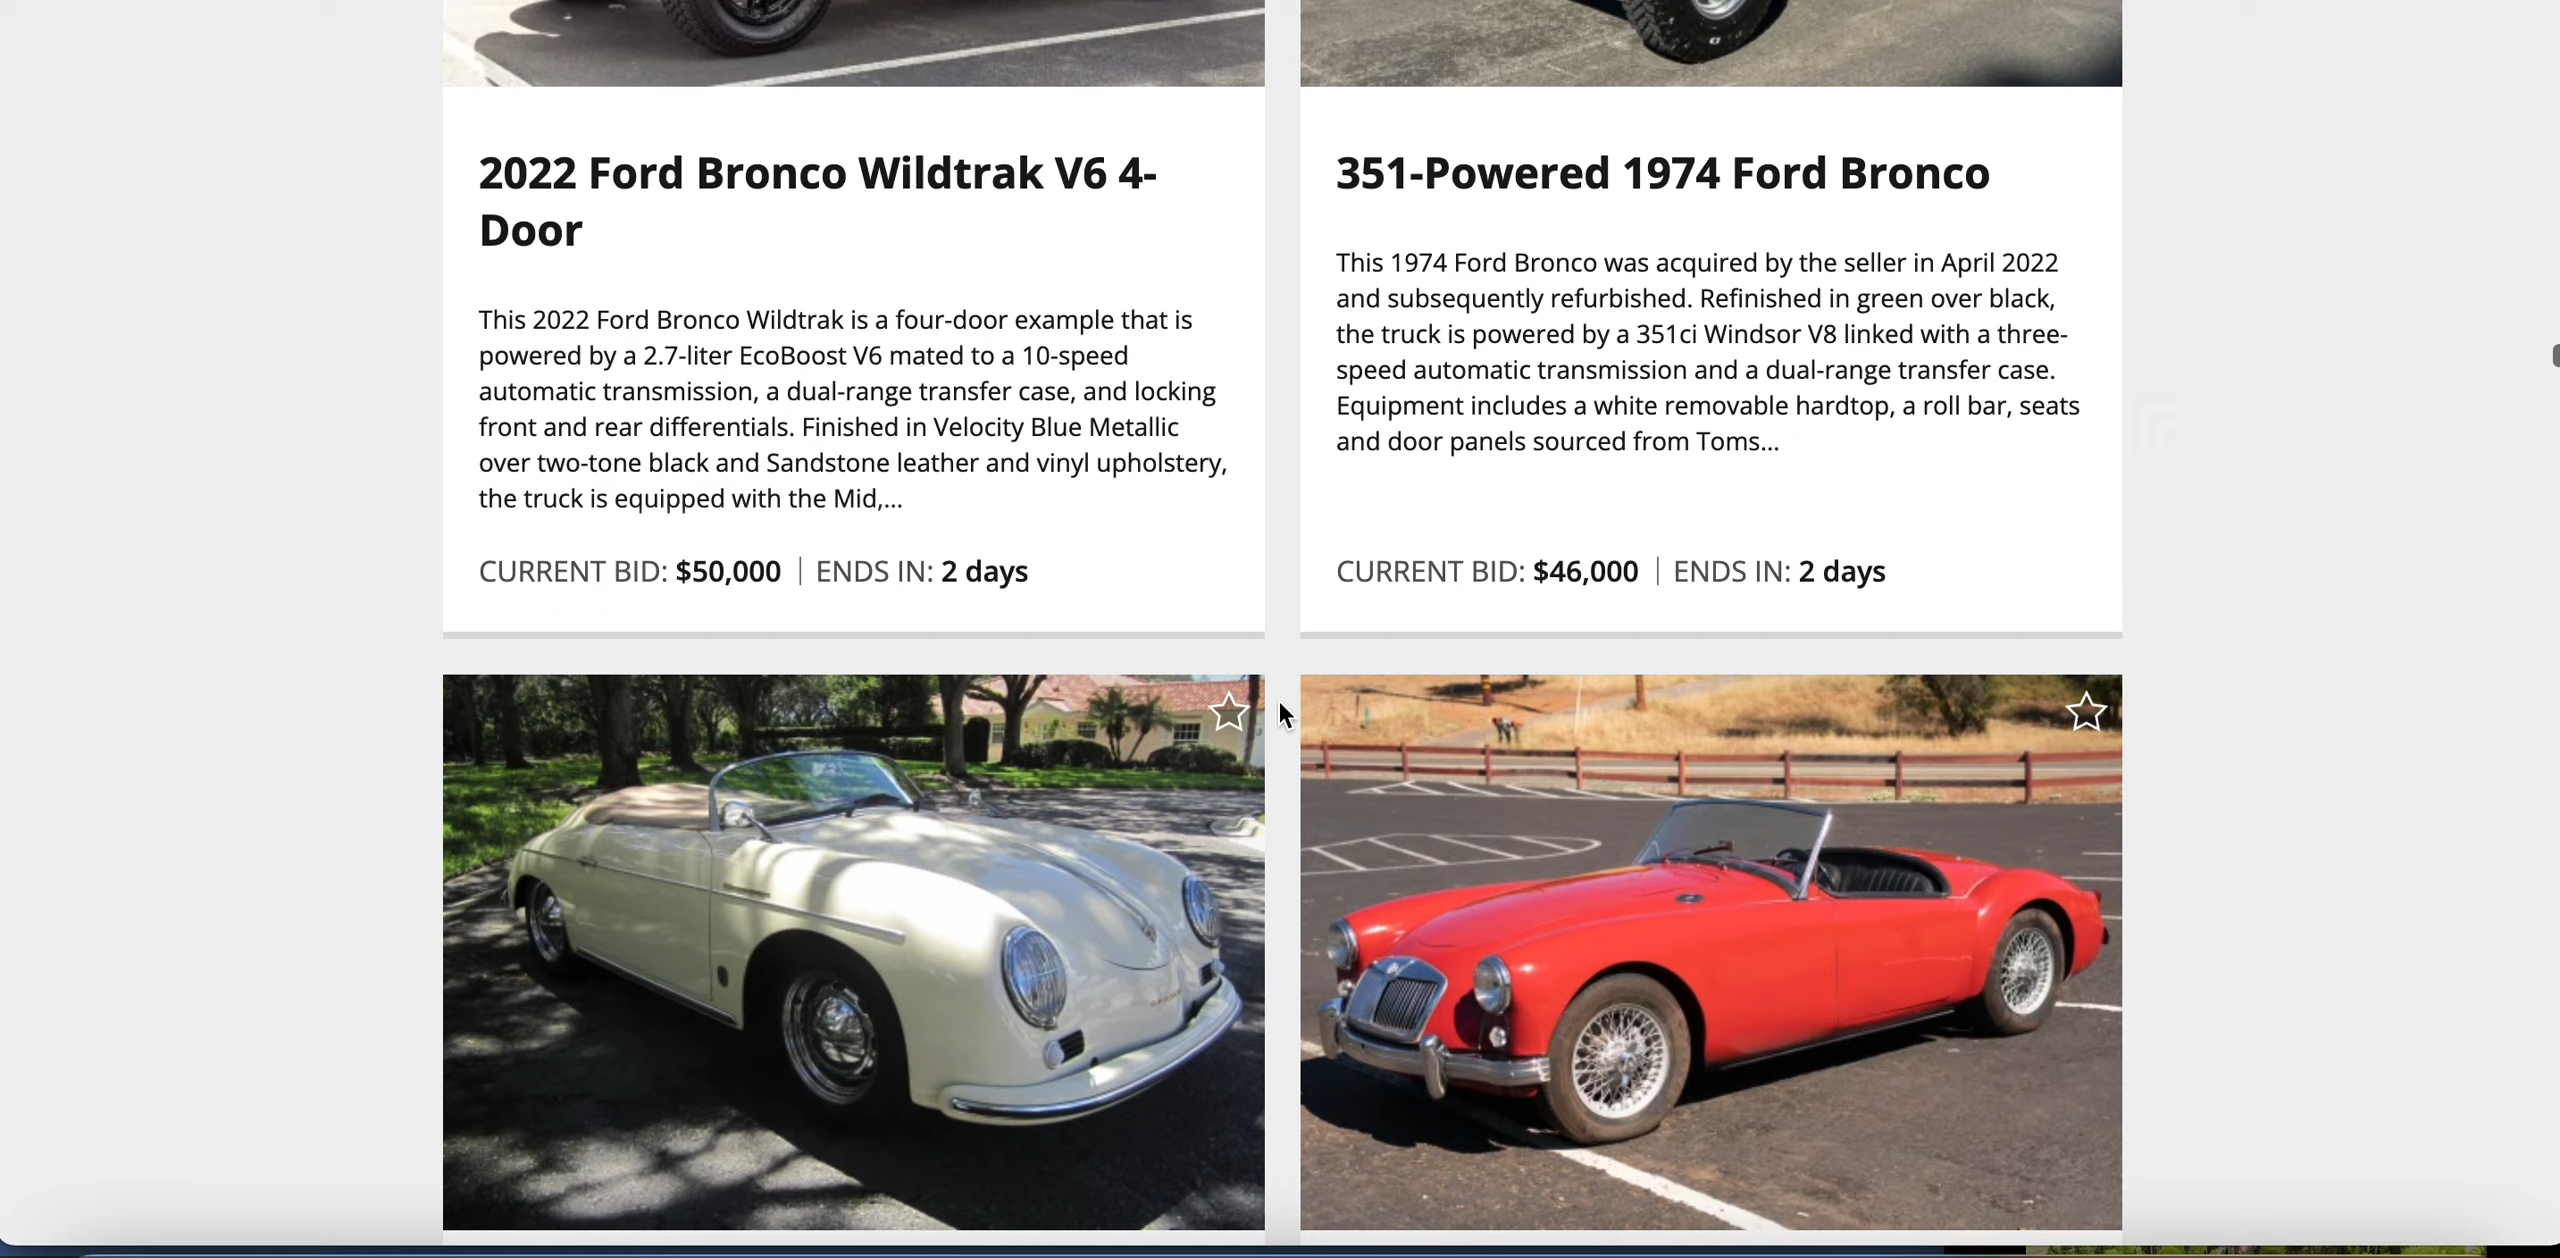 2022 Ford Bronco Wildtrak V6 4-
Door
This 2022 Ford Bronco Wildtrak is a four-door example that is
powered by a 2.7-liter EcoBoost V6 mated to a 10-speed
automatic transmission, a dual-range transfer case, and locking
front and rear differentials. Finished in Velocity Blue Metallic
over two-tone black and Sandstone leather and vinyl upholstery,
the truck is equipped with the Mid,...
CURRENT BID: $50,000 | ENDS IN: 2 days
351-Powered 1974 Ford Bronco
This 1974 Ford Bronco was acquired by the seller in April 2022
and subsequently refurbished. Refinished in green over black,
the truck is powered by a 351ci Windsor V8 linked with a three-
speed automatic transmission and a dual-range transfer case.
Equipment includes a white removable hardtop, a roll bar, seats
and door panels sourced from Toms...
CURRENT BID: $46,000 | ENDS IN: 2 days